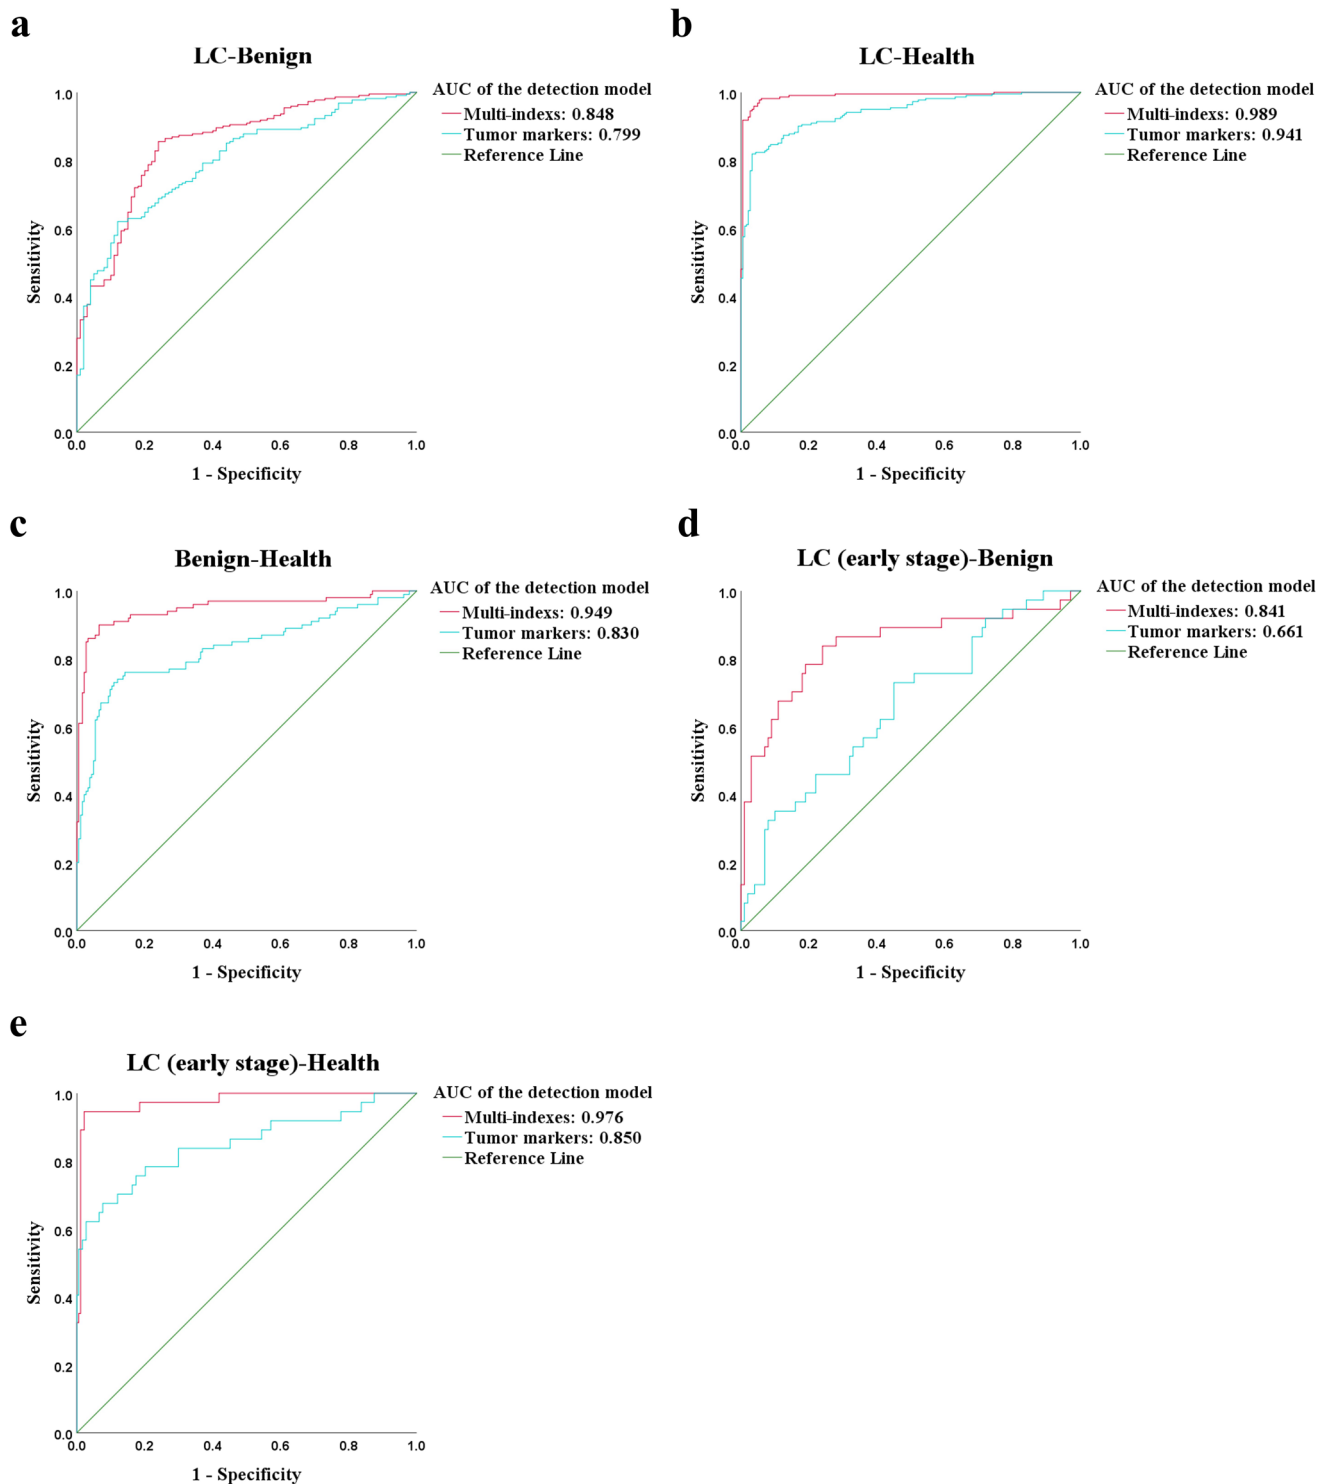 a
LC-Benign
AUC of the detection model
Multi-indexs: 0.848
Tumor markers: 0.799
Reference Line
1.0
0.8
0.6
0.4
0.2
0.0
Sensitivity
0.0 0.2 0.4 0.6 0.8 1.0
1 - Specificity
b
LC-Health
AUC of the detection model
Multi-indexs: 0.989
Tumor markers: 0.941
Reference Line
1.0
0.8
0.6
0.4
0.2
0.0
Sensitivity
0.0 0.2 0.4 0.6 0.8 1.0
1 - Specificity
c
Benign-Health
AUC of the detection model
Multi-indexs: 0.949
Tumor markers: 0.830
Reference Line
1.0
0.8
0.6
0.4
0.2
0.0
Sensitivity
0.0 0.2 0.4 0.6 0.8 1.0
1 - Specificity
d
LC (early stage)-Benign
AUC of the detection model
Multi-indexes: 0.841
Tumor markers: 0.661
Reference Line
1.0
0.8
0.6
0.4
0.2
0.0
Sensitivity
0.0 0.2 0.4 0.6 0.8 1.0
1 - Specificity
e
LC (early stage)-Health
AUC of the detection model
Multi-indexes: 0.976
Tumor markers: 0.850
Reference Line
1.0
0.8
0.6
0.4
0.2
0.0
Sensitivity
0.0 0.2 0.4 0.6 0.8 1.0
1 - Specificity